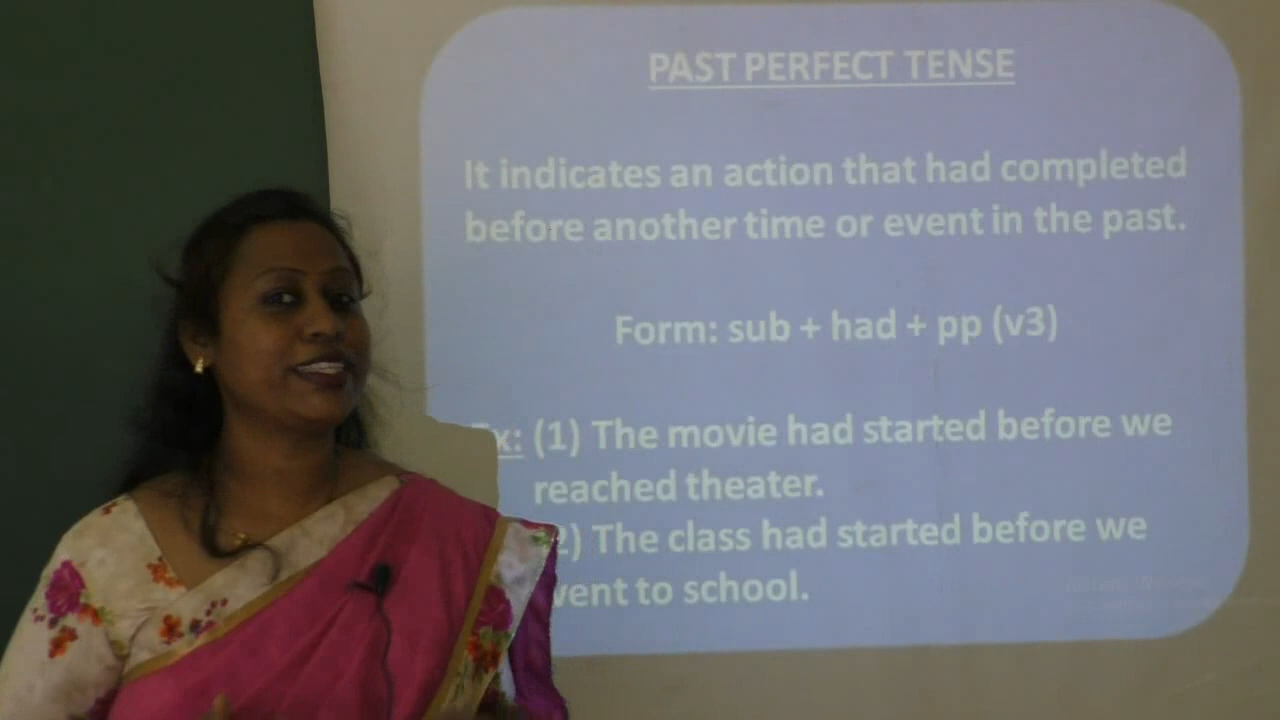 PAST PERFECT TENSE
It indicates an action that had completed
before another time or event in the past.
Form: sub + had + pp (v3)
x: (1) The movie had started before we
reached theater.
2) The class had started before we
went to school.